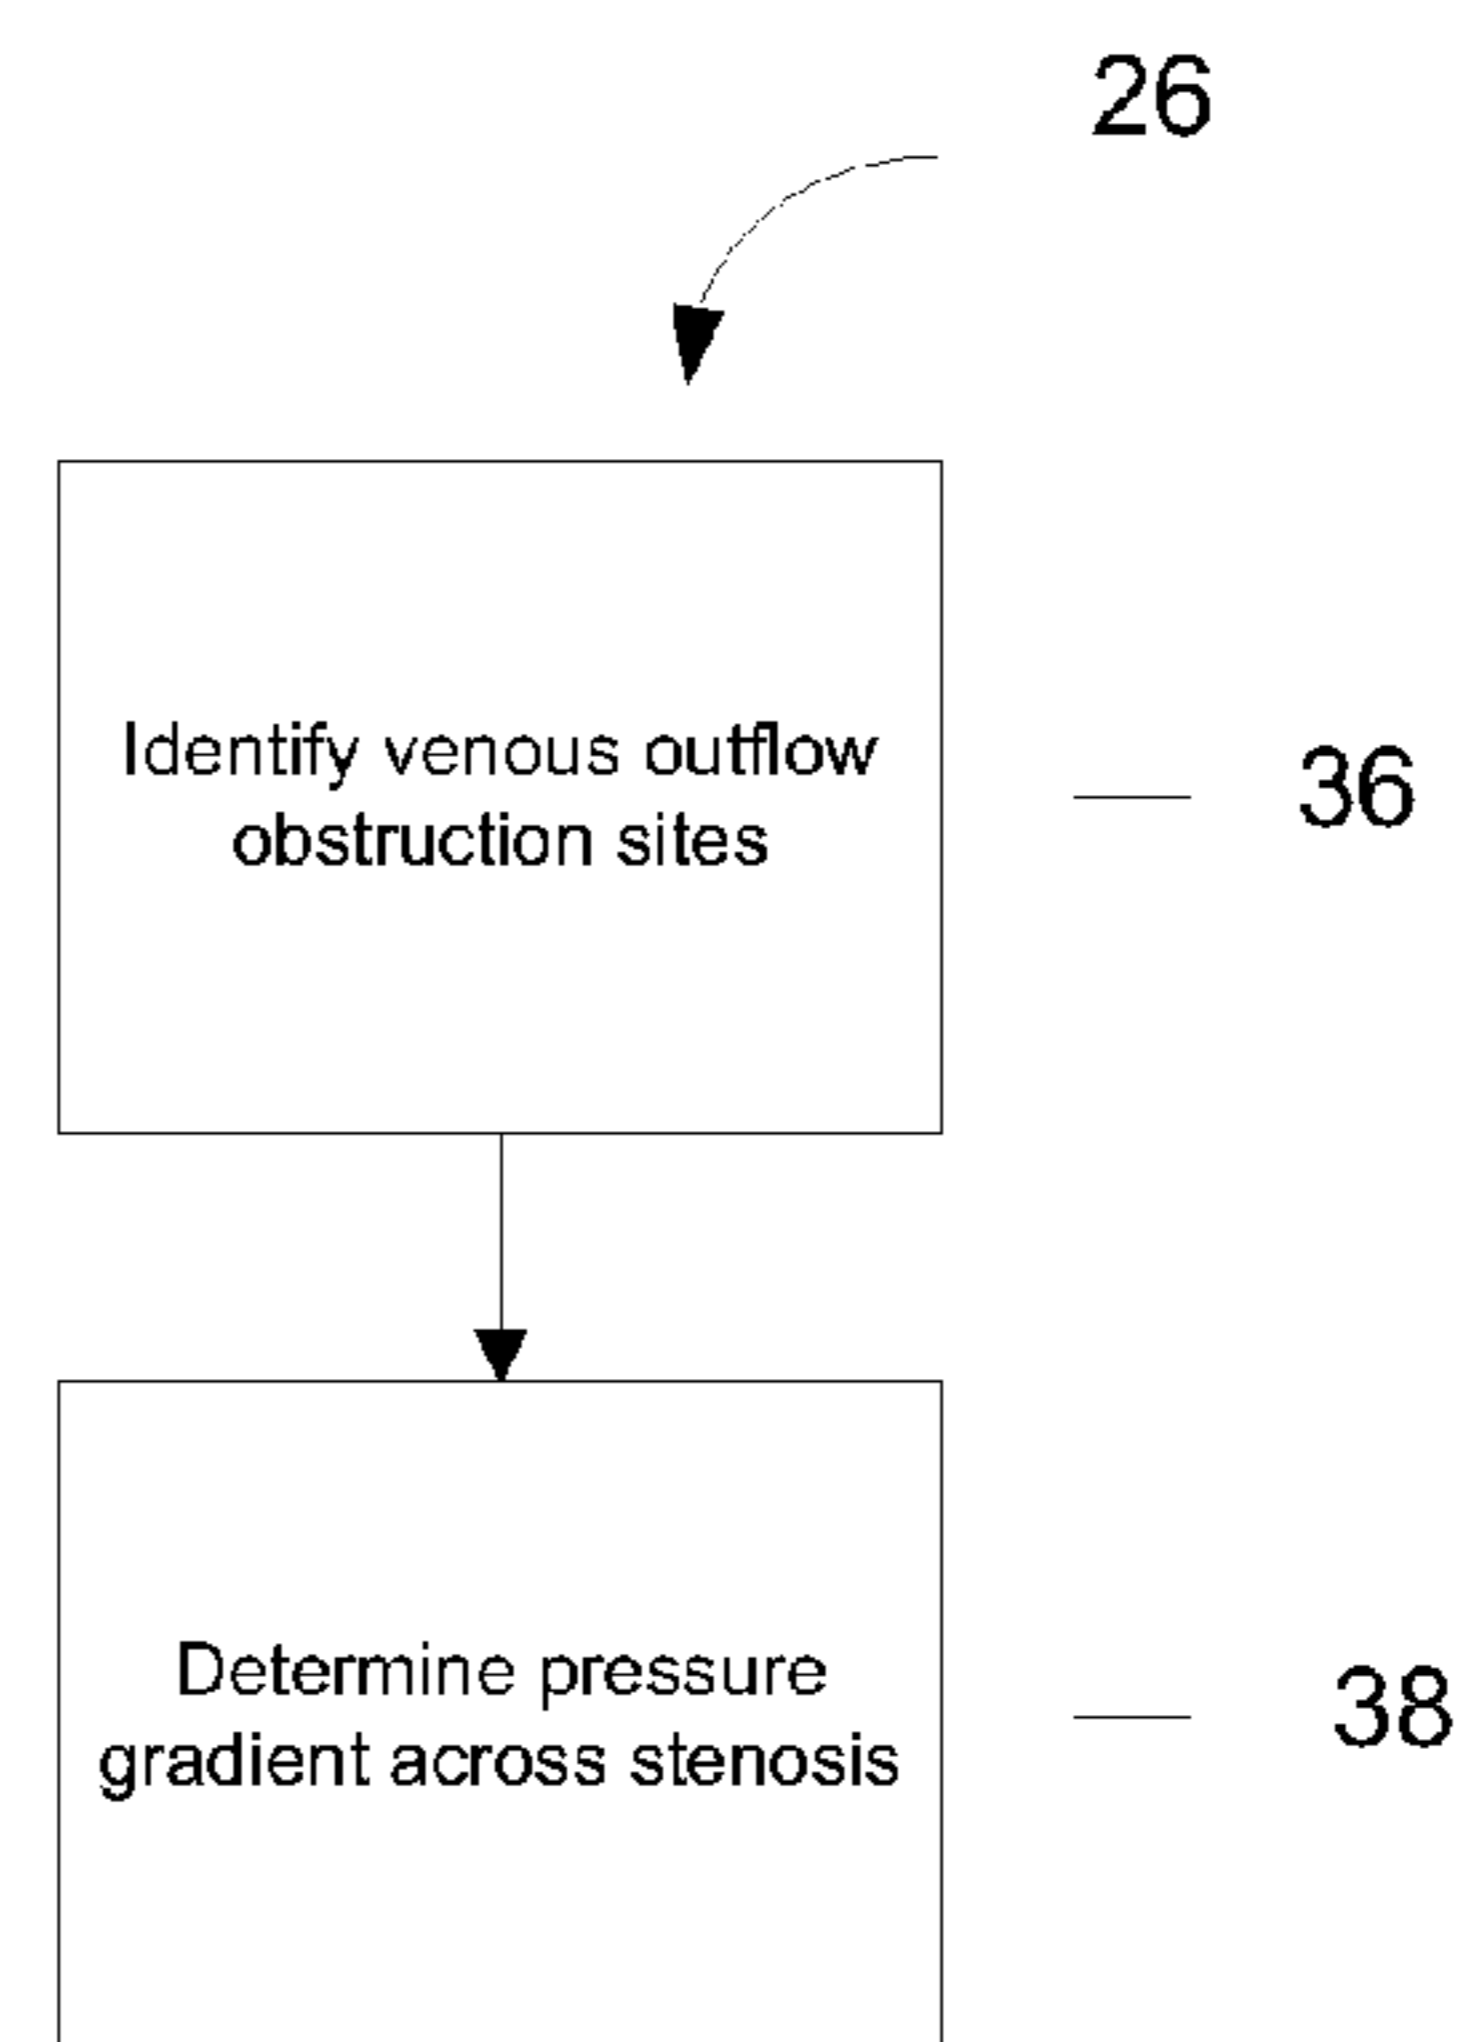 26
Identify venous outflow
obstruction sites
36
Determine pressure
gradient across stenosis
38